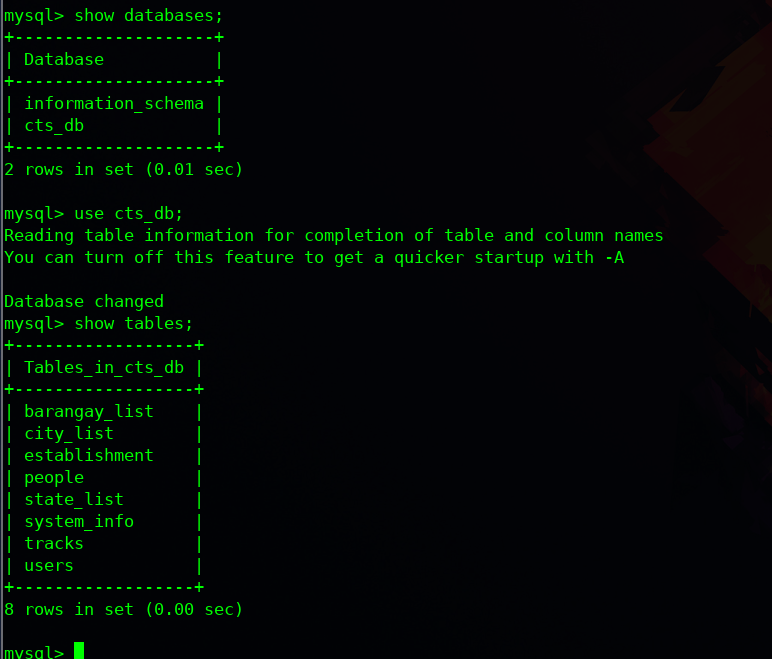 mysql> show databases;
+--------------------+
| Database           |
+--------------------+
| information_schema |
| cts_db             |
+--------------------+
2 rows in set (0.01 sec)

mysql> use cts_db;
Reading table information for completion of table and column names
You can turn off this feature to get a quicker startup with -A

Database changed
mysql> show tables;
+------------------+
| Tables_in_cts_db |
+------------------+
| barangay_list    |
| city_list        |
| establishment    |
| people           |
| state_list       |
| system_info      |
| tracks           |
| users            |
+------------------+
8 rows in set (0.00 sec)

mysql>